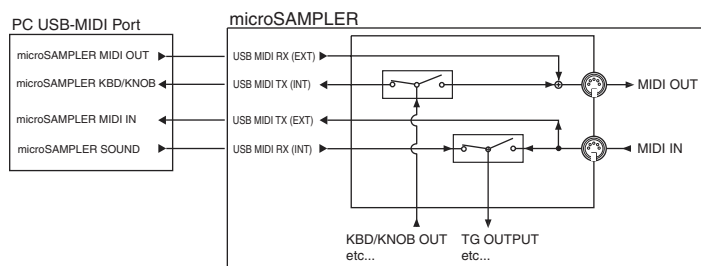 PC USB-MIDI Port
microSAMPLER
microSAMPLER MIDI OUT
USB MIDI RX (EXT)
microSAMPLER KBD/KNOB
USB MIDI TX (INT)
MIDI OUT
microSAMPLER MIDI IN
USB MIDI TX (EXT)
microSAMPLER SOUND
USB MIDI RX (INT)
MIDI IN
KBD/KNOB OUT
etc...
TG OUTPUT
etc...